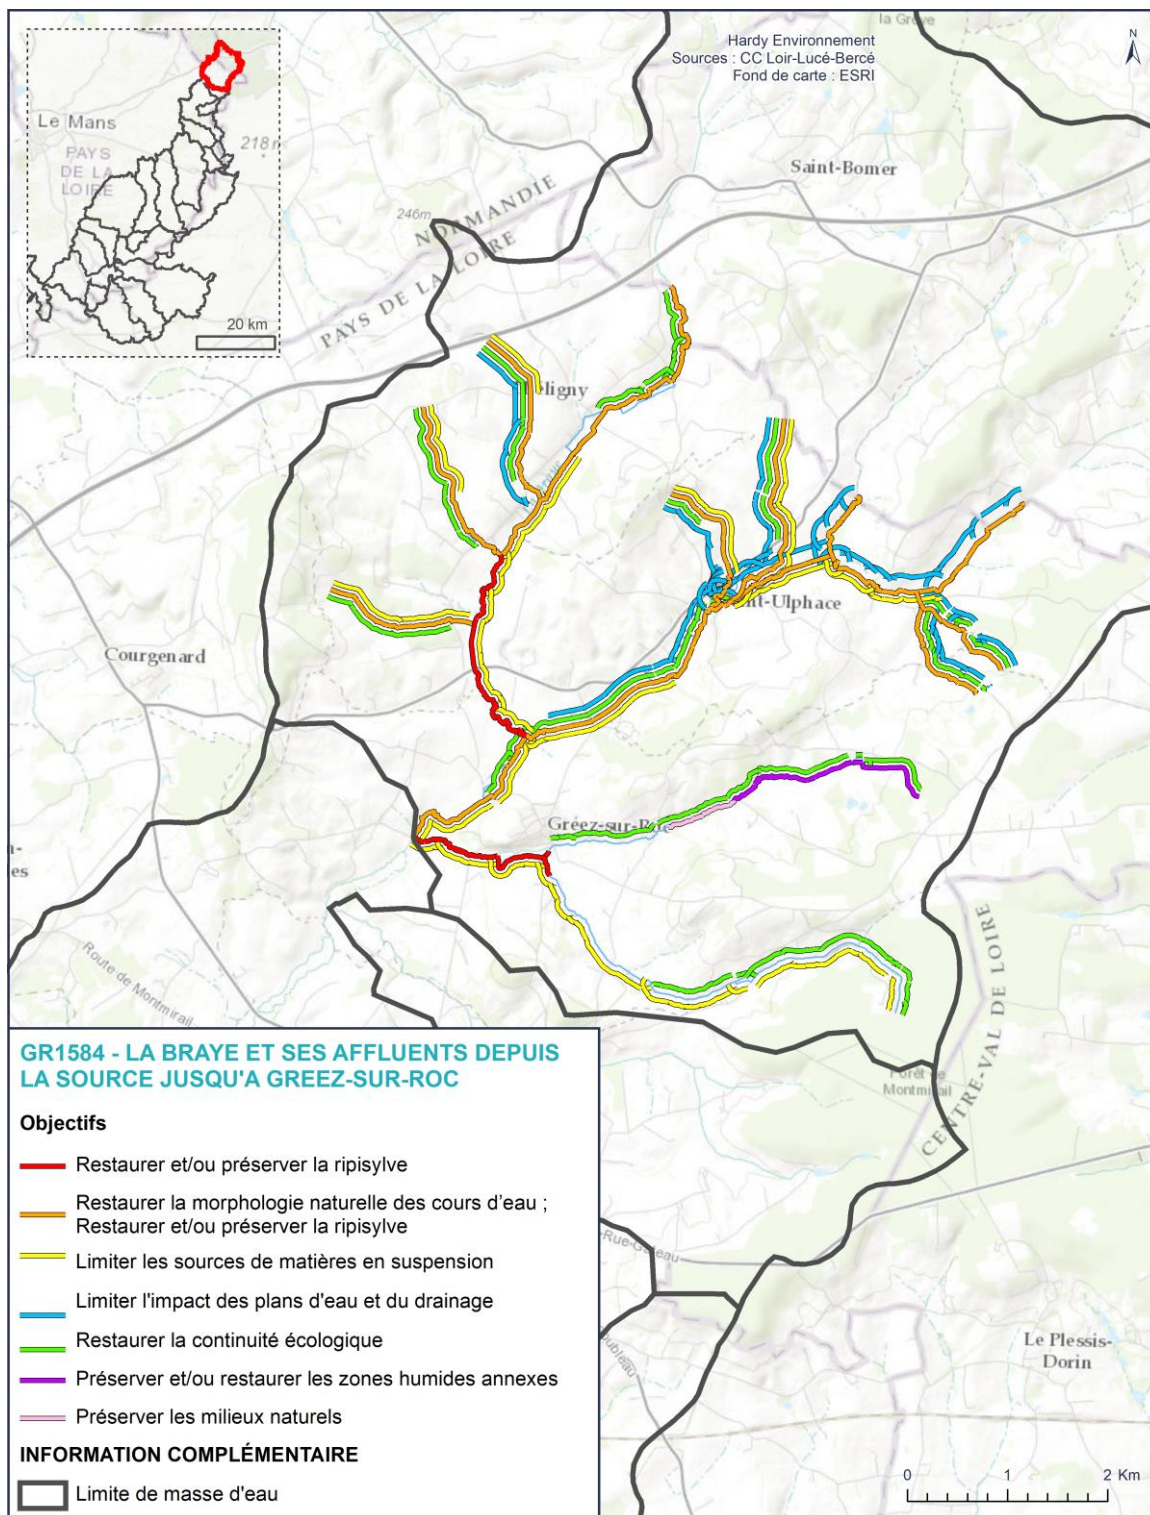 la Grève
Hardy Environnement
Sources : CC Loir-Lucé-Bercé
Fond de carte : ESRI
N
Le Mans
PAYS
DE LA
LOIRE
218 m
20 km
Saint-Bomer
246m
NORMANDIE
PAYS DE LA LOIRE
Courgenard
Gréez-sur-Roc
es
Route de Montmirail
CENTRE-VAL DE LOIRE
Forêt de
Montmirail
GR1584 - LA BRAYE ET SES AFFLUENTS DEPUIS
LA SOURCE JUSQU'A GREEZ-SUR-ROC
Objectifs
Restaurer et/ou préserver la ripisylve
Restaurer la morphologie naturelle des cours d'eau ;
Restaurer et/ou préserver la ripisylve
Limiter les sources de matières en suspension
Limiter l'impact des plans d'eau et du drainage
Restaurer la continuité écologique
Préserver et/ou restaurer les zones humides annexes
Préserver les milieux naturels
INFORMATION COMPLÉMENTAIRE
Limite de masse d'eau
Le Plessis-
Dorin
0 1 2 Km